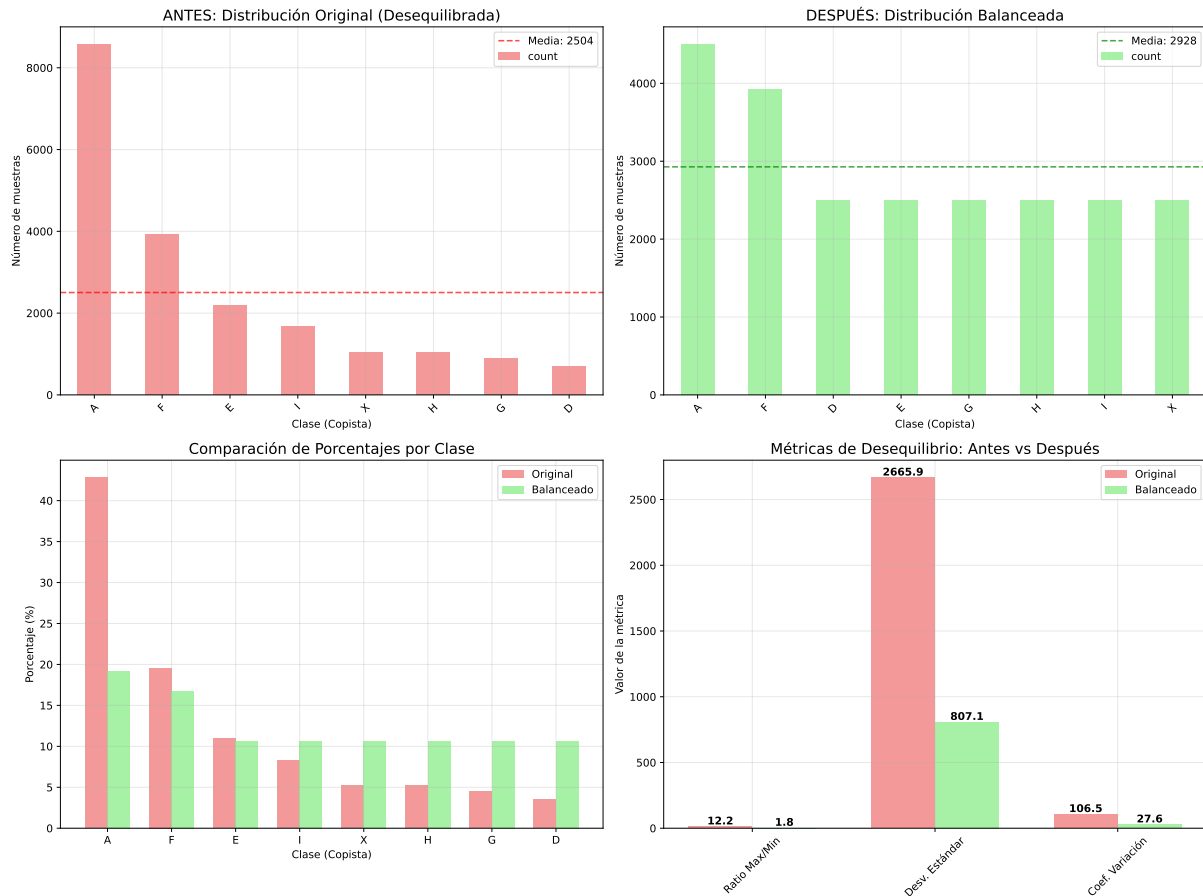 ANTES: Distribución Original (Desequilibrada)
Media: 2504
count
8000
6000
4000
2000
0
Número de muestras
A F E I X H G D
Clase (Copista)
DESPUÉS: Distribución Balanceada
Media: 2928
count
4000
3000
2000
1000
0
Número de muestras
A F D E G H I X
Clase (Copista)
Comparación de Porcentajes por Clase
Original
Balanceado
40
35
30
25
20
15
10
5
0
Porcentaje (%)
A F E I X H G D
Clase (Copista)
Métricas de Desequilibrio: Antes vs Después
Original
Balanceado
2500
2000
1500
1000
500
0
Valor de la métrica
12.2 1.8
2665.9
807.1
106.5
27.6
Ratio Max/Min
Desv. Estándar
Coef. Variación